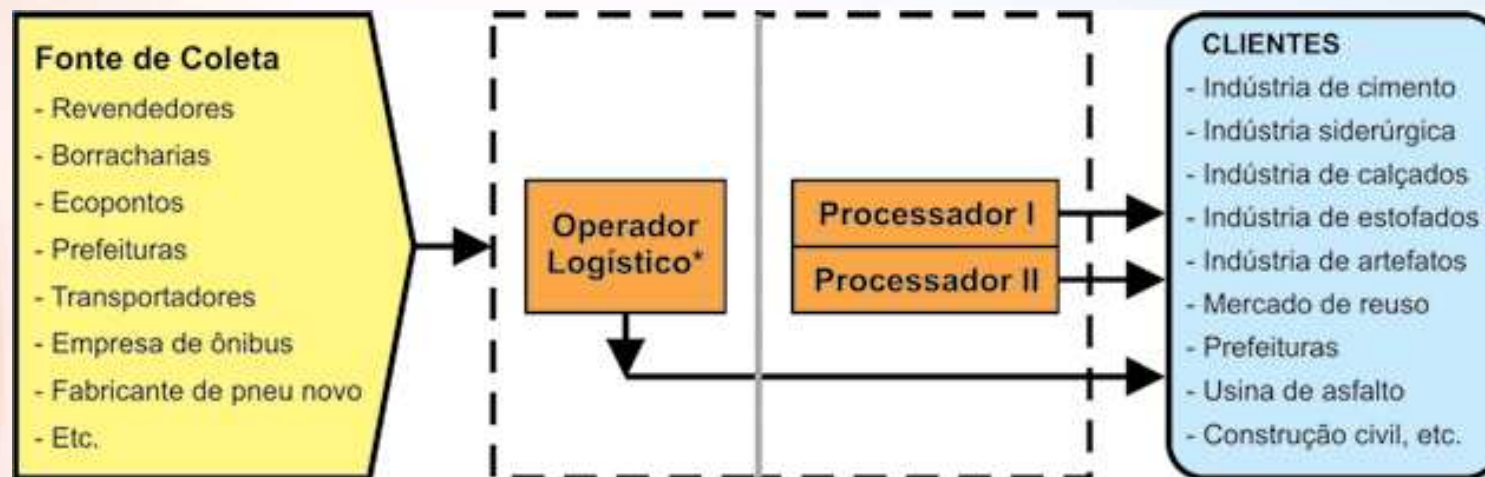 Fonte de Coleta
- Revendedores
- Borracharias
- Ecopontos
- Prefeituras
- Transportadores
- Empresa de ônibus
- Fabricante de pneu novo
- Etc.
Operador
Logístico*
Processador I
Processador II
CLIENTES
- Indústria de cimento
- Indústria siderúrgica
- Indústria de calçados
- Indústria de estofados
- Indústria de artefatos
- Mercado de reuso
- Prefeituras
- Usina de asfalto
- Construção civil, etc.